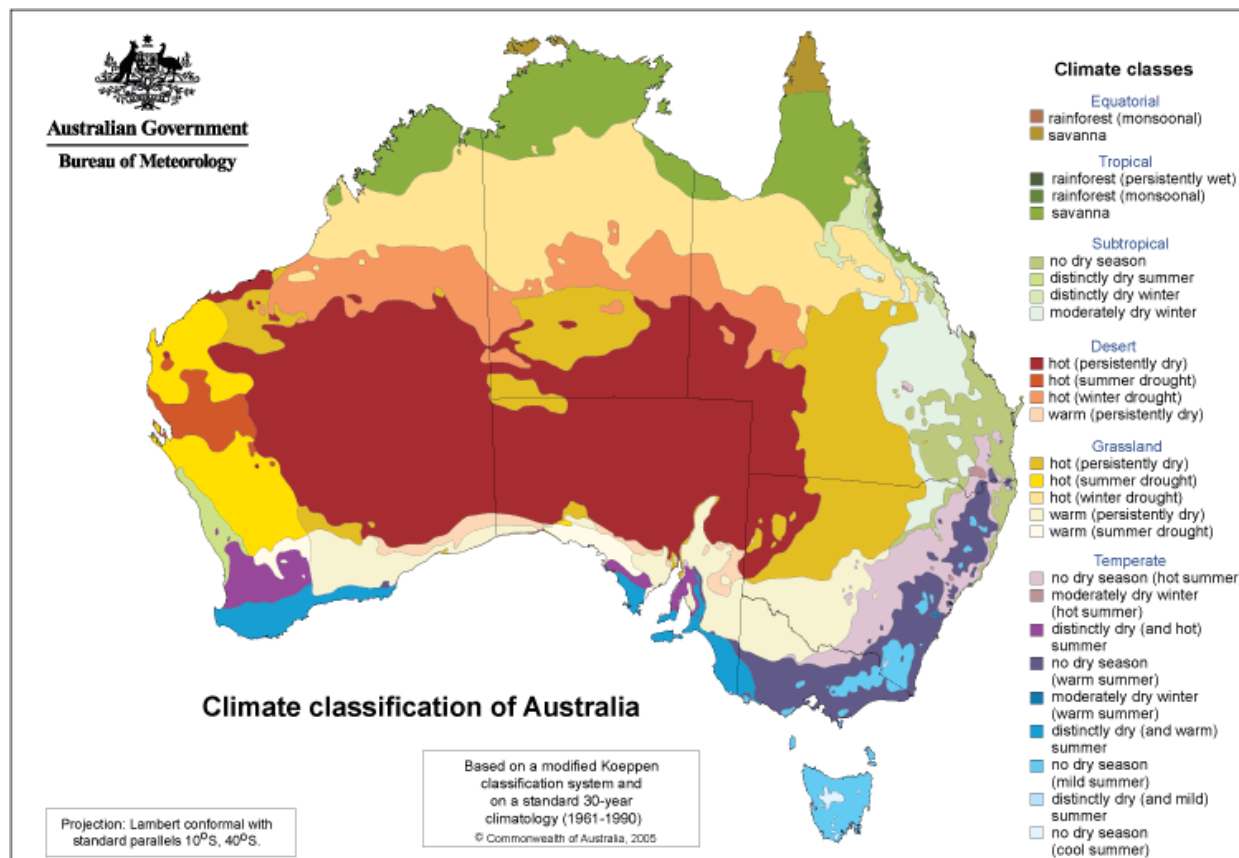 Australian Government
Bureau of Meteorology
Climate classes
Equatorial
rainforest (monsoonal)
savanna
Tropical
rainforest (persistently wet)
rainforest (monsoonal)
savanna
Subtropical
no dry season
distinctly dry summer
distinctly dry winter
moderately dry winter
Desert
hot (persistently dry)
hot (summer drought)
hot (winter drought)
warm (persistently dry)
Grassland
hot (persistently dry)
hot (summer drought)
hot (winter drought)
warm (persistently dry)
warm (summer drought)
Temperate
no dry season (hot summer)
moderately dry winter
(hot summer)
distinctly dry (and hot)
summer
no dry season
(warm summer)
moderately dry winter
(warm summer)
distinctly dry (and warm)
summer
no dry season
(mild summer)
distinctly dry (and mild)
summer
no dry season
(cool summer)
Climate classification of Australia
Based on a modified Koeppen
classification system and
on a standard 30-year
climatology (1961-1990)
© Commonwealth of Australia, 2005
Projection: Lambert conformal with
standard parallels 10°S, 40°S.